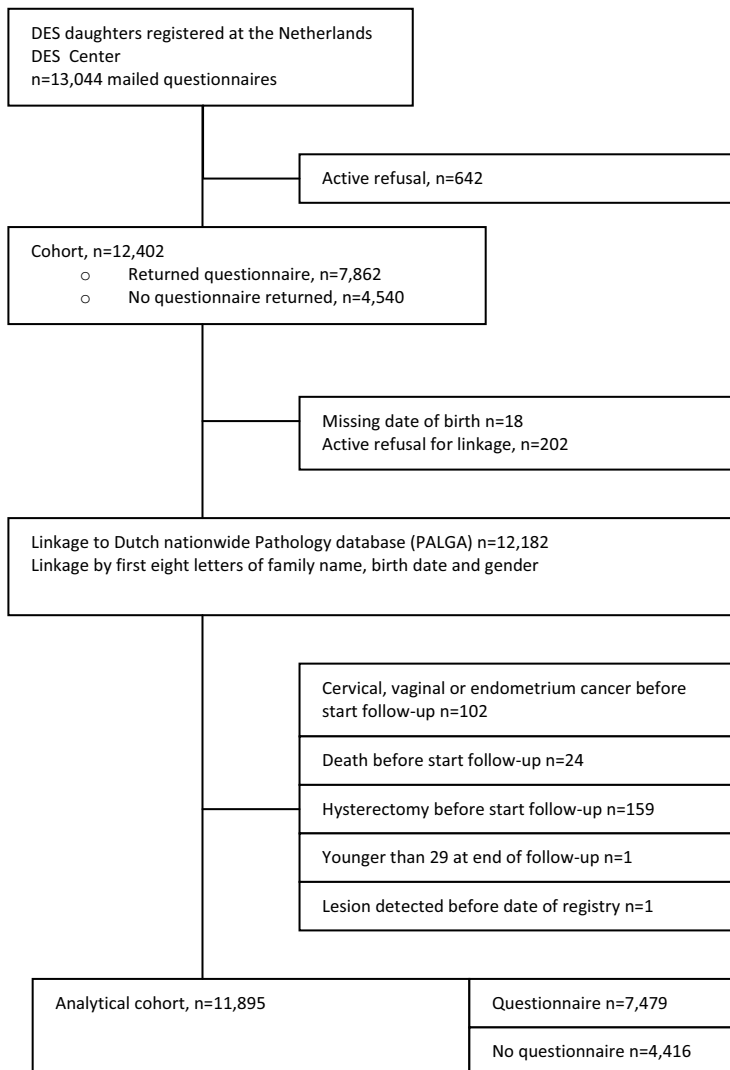 DES daughters registered at the Netherlands
DES Center
n=13,044 mailed questionnaires
Active refusal, n=642
Cohort, n=12,402
o Returned questionnaire, n=7,862
o No questionnaire returned, n=4,540
Missing date of birth n=18
Active refusal for linkage, n=202
Linkage to Dutch nationwide Pathology database (PALGA) n=12,182
Linkage by first eight letters of family name, birth date and gender
Cervical, vaginal or endometrium cancer before
start follow-up n=102
Death before start follow-up n=24
Hysterectomy before start follow-up n=159
Younger than 29 at end of follow-up n=1
Lesion detected before date of registry n=1
Analytical cohort, n=11,895
Questionnaire n=7,479
No questionnaire n=4,416